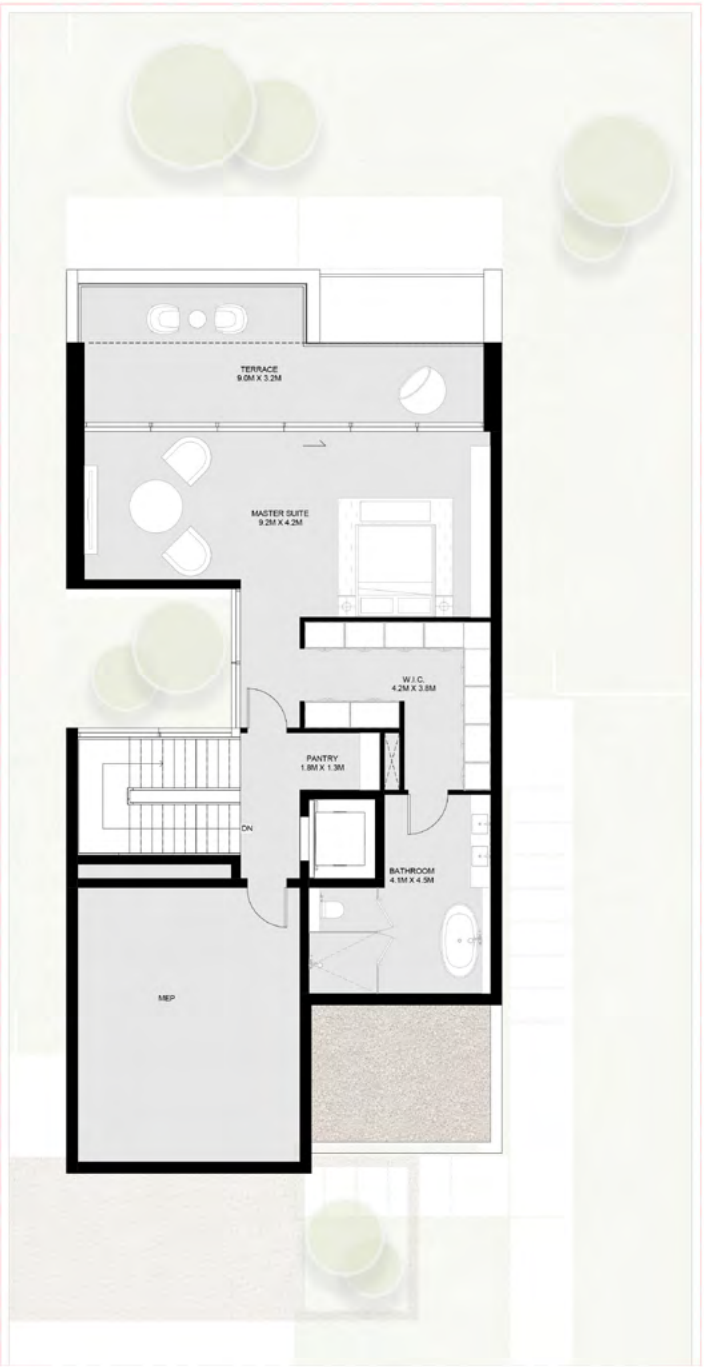 TERRACE
9.0M X 3.2M
MASTER SUITE
9.2M X 4.2M
W.I.C.
4.2M X 3.8M
PANTRY
1.8M X 1.3M
DN
BATHROOM
4.1M X 4.5M
MEP